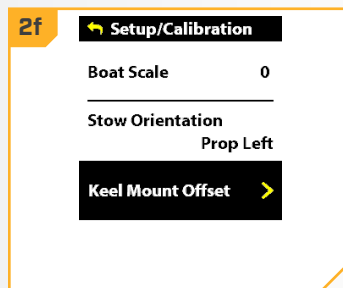 2f
Setup/Calibration
Boat Scale 0
Stow Orientation
Prop Left
Keel Mount Offset